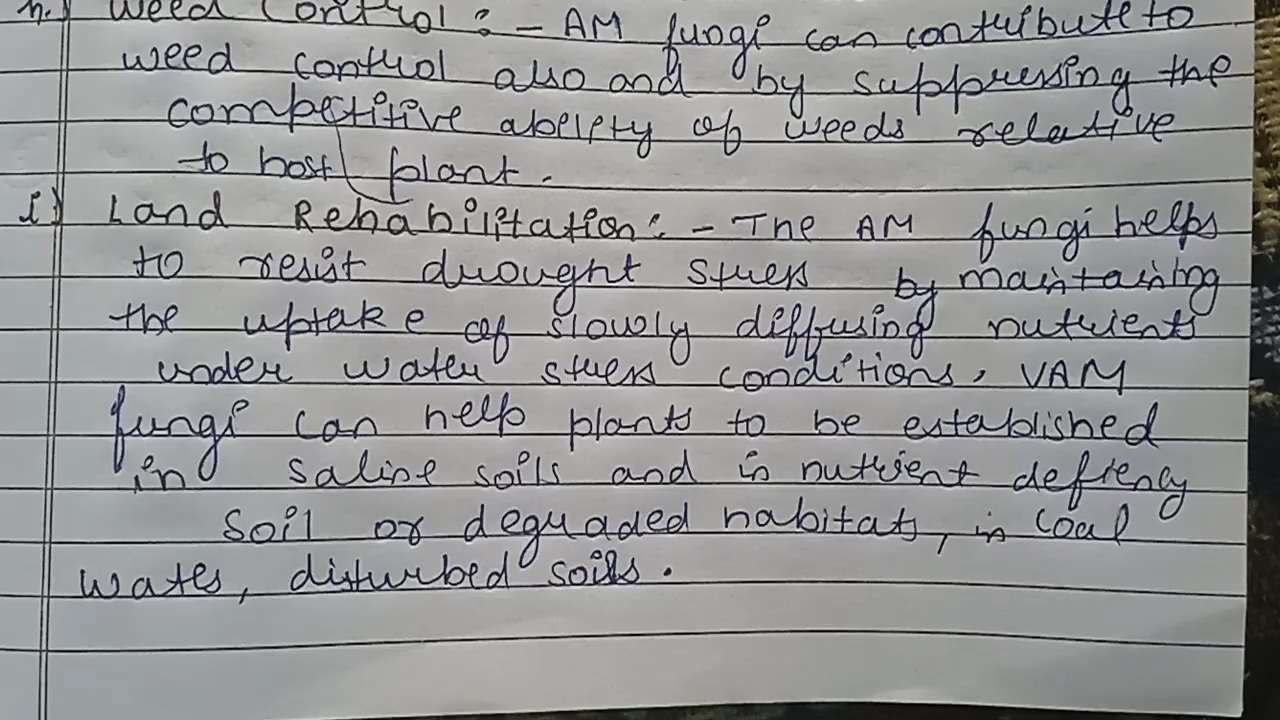 h.) Weed Control : - AM fungi can contribute to
weed control also and by suppressing the
competitive abelety of weeds relative
to host plant.
i) Land Rehabilitation : - The AM fungi helps
to resist drought stress by maintaining
the uptake of slowly diffusing nutrients
under water stress conditions, VAM
fungi can help plants to be established
in saline soils and in nutrient defieny
soil or degraded habitats, in coal
wates, disturbed soils.